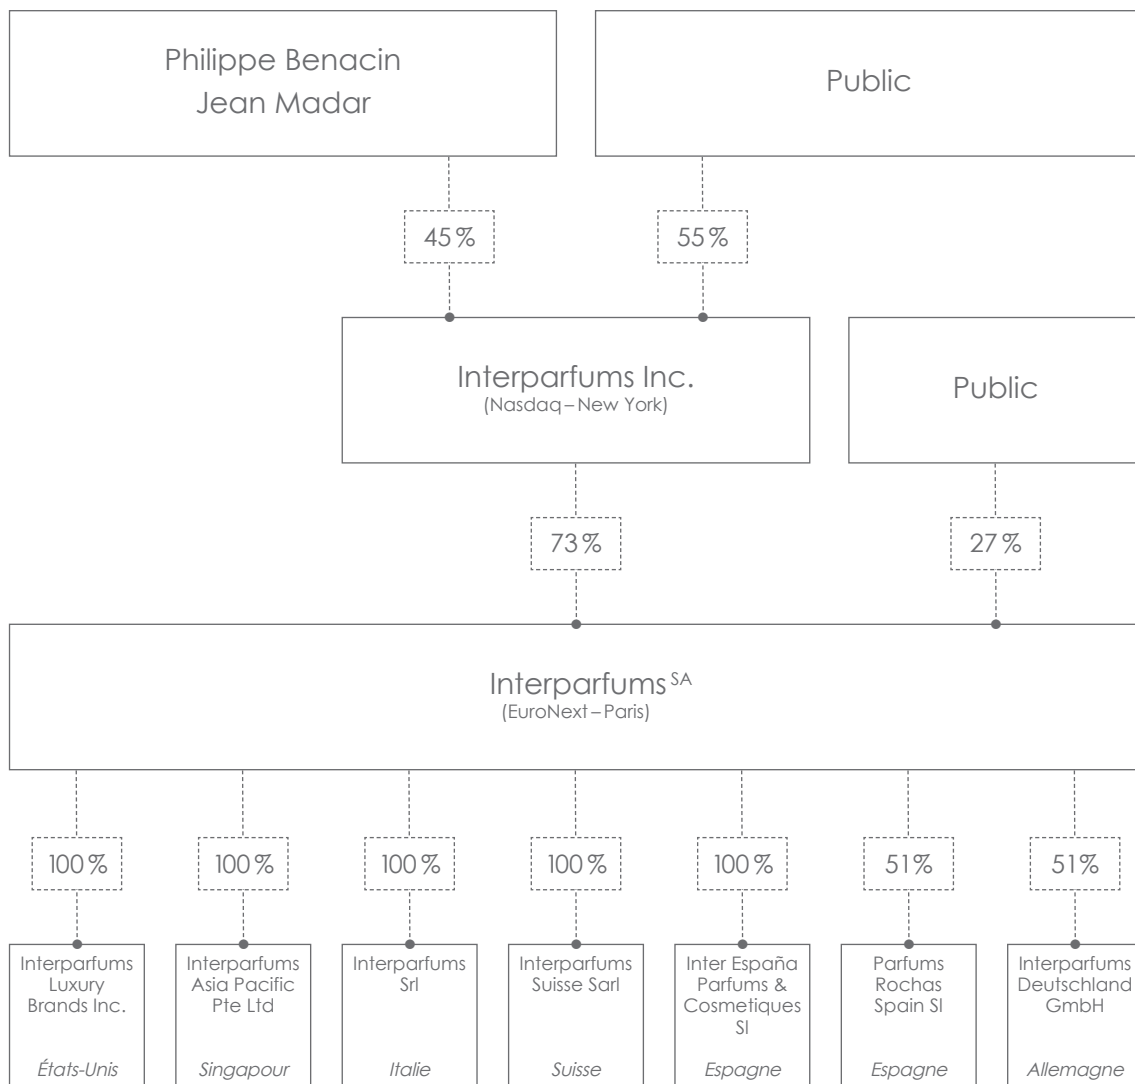 Philippe Benacin
Jean Madar
Public
45 %
55 %
Interparfums Inc.
(Nasdaq – New York)
Public
73 %
27 %
Interparfums SA
(EuroNext – Paris)
100 %
100 %
100 %
100 %
100 %
51 %
51 %
Interparfums
Luxury
Brands Inc.
États-Unis
Interparfums
Asia Pacific
Pte Ltd
Singapour
Interparfums
Srl
Italie
Interparfums
Suisse Sarl
Suisse
Inter España
Parfums &
Cosmetiques
Sl
Espagne
Parfums
Rochas
Spain Sl
Espagne
Interparfums
Deutschland
GmbH
Allemagne